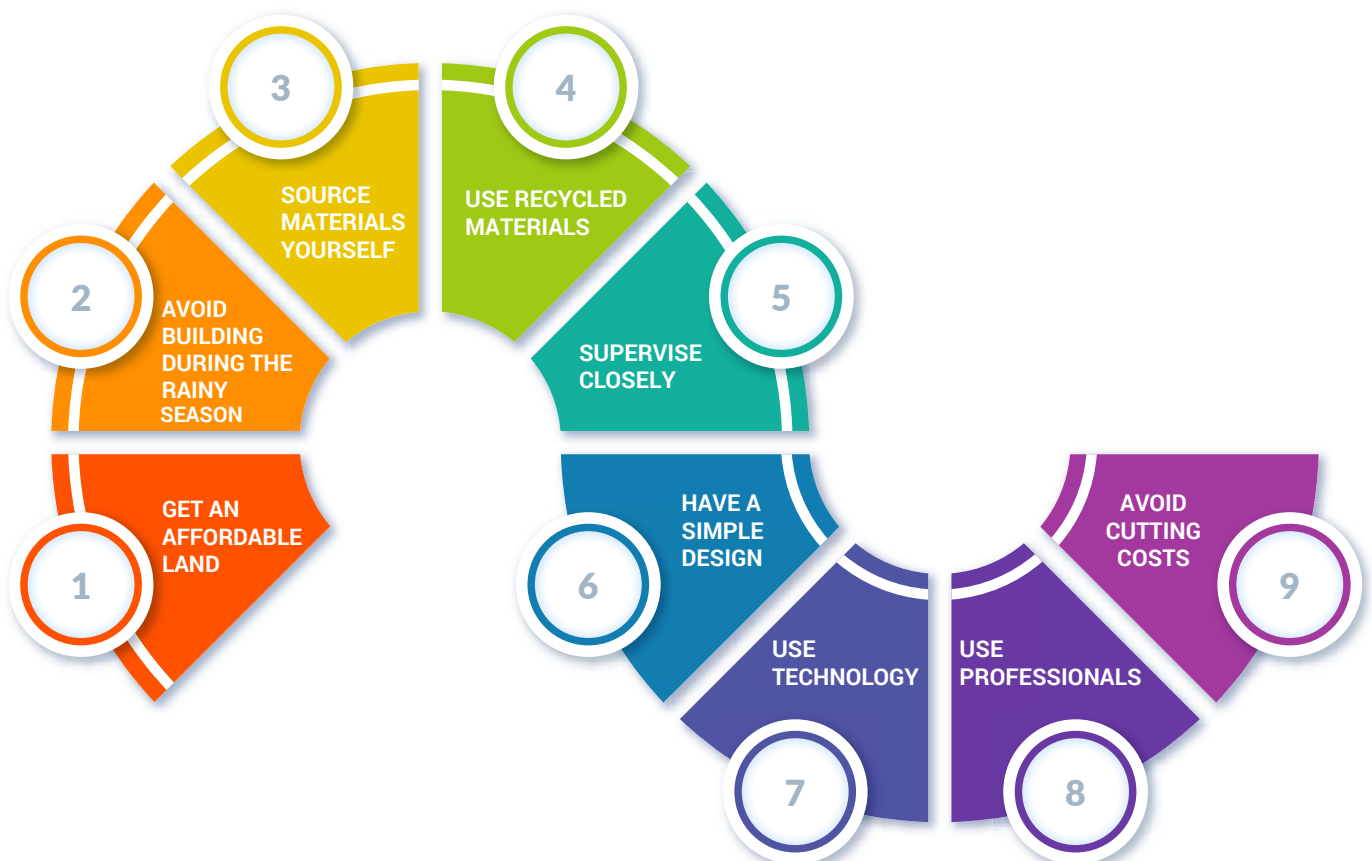 1
GET AN
AFFORDABLE
LAND
2
AVOID
BUILDING
DURING THE
RAINY
SEASON
3
SOURCE
MATERIALS
YOURSELF
4
USE RECYCLED
MATERIALS
5
SUPERVISE
CLOSELY
6
HAVE A
SIMPLE
DESIGN
7
USE
TECHNOLOGY
8
USE
PROFESSIONALS
9
AVOID
CUTTING
COSTS